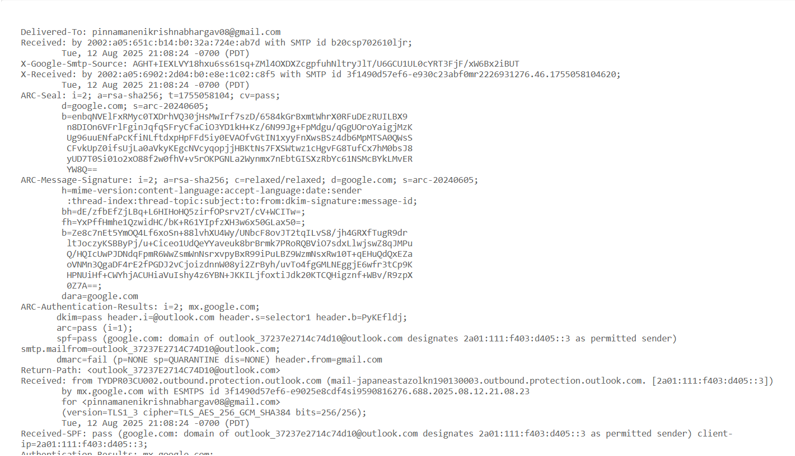 Delivered-To: pinnamanenikrishnabhargav08@gmail.com
Received: by 2002:a05:651c:b14:b0:32a:724e:ab7d with SMTP id b20csp702610ljr;
Tue, 12 Aug 2025 21:08:24 -0700 (PDT)
X-Google-Smtp-Source: AGHT+IEXLVY18hxu6ss61sq+ZMl4OXDXZcgpfuhNltryJlT/U6GCU1UL0cYRT3FjF/xW6Bx2iBUT
X-Received: by 2002:a05:6902:2d04:b0:e8e:1c02:c8f5 with SMTP id 3f1490d57ef6-e930c23abf0mr2226931276.46.1755058104620;
Tue, 12 Aug 2025 21:08:24 -0700 (PDT)
ARC-Seal: i=2; a=rsa-sha256; t=1755058104; cv=pass;
d=google.com; s=arc-20240605;
b=enbqNVElFxRMyc0TXDrhVQ30jHsMwIrf7szD/6S84kGrBxmtWhrX0RFuDEzRUILBX9
n8DIOn6VFrlFginJqfqSFryCfaCiO3YD1kH+Kz/6N99Jg+FpMdgu/qGgUOroYaigjMzK
Ug96uuENfaPcKfiNLftdxpHpFFd5iy0EVAOfvGtIN1xyyFnXwsBSz4db6MpMTSA0QWsS
CFvkUpZ0ifsUjLa0aVkyKEgcNVcyqopjjHBKtNs7FXSWtwz1cHgvFG8TufCx7hM0bsJ8
yUD7T0Si01o2xO88f2w0fhV+v5rOKPGNLa2Wynmx7nEbtGISXzRbYc61NSMcBYkLMvER
YW8Q==
ARC-Message-Signature: i=2; a=rsa-sha256; c=relaxed/relaxed; d=google.com; s=arc-20240605;
h=mime-version:content-language:accept-language:date:sender
:thread-index:thread-topic:subject:to:from:dkim-signature:message-id;
bh=dE/zfbEfZjLBq+L6HIHoHQ5zirfOPsrv2T/cV+WCITw=;
fh=YxPffHmhe1QzwidHC/bK+R61YIpfzXH3w6x50GLax50=;
b=Ze8c7nEt5YmOQ4Lf6xoSn+88lvhXU4Wy/UNbcF8ovJT2tqILvS8/jh4GRXfTugR9dr
ltJoczyKSBByPj/u+Ciceo1UdQeYYaveuk8brBrmk7PRoRQBViO7sdxLlwjswZ8qJMPu
Q/HQIcUwPJDNdqFpmR6WwZsmWnNsrxvpyBxR99iPuLBZ9WzmNsxRw10T+qEHuQdQxEZa
oVNMn3QgaDF4rE2fPGDJ2vCjoizdnnW08yi2ZrByh/uvTo4fgGMLNEggjE6wfr3tCp9K
HPNUiHf+CWYhjACUHiaVuIshy4z6YBN+JKKILjfoxtiJdk20KTCQHigznf+WBv/R9zpX
0Z7A==;
dara=google.com
ARC-Authentication-Results: i=2; mx.google.com;
dkim=pass header.i=@outlook.com header.s=selector1 header.b=PyKEfldj;
arc=pass (i=1);
spf=pass (google.com: domain of outlook_37237e2714c74d10@outlook.com designates 2a01:111:f403:d405::3 as permitted sender)
smtp.mailfrom=outlook_37237E2714C74D10@outlook.com;
dmarc=fail (p=NONE sp=QUARANTINE dis=NONE) header.from=gmail.com
Return-Path: <outlook_37237E2714C74D10@outlook.com>
Received: from TYDPR03CU002.outbound.protection.outlook.com (mail-japaneastazolkn190130003.outbound.protection.outlook.com. [2a01:111:f403:d405::3])
by mx.google.com with ESMTPS id 3f1490d57ef6-e9025e8cdf4si9590816276.688.2025.08.12.21.08.23
for <pinnamanenikrishnabhargav08@gmail.com>
(version=TLS1_3 cipher=TLS_AES_256_GCM_SHA384 bits=256/256);
Tue, 12 Aug 2025 21:08:24 -0700 (PDT)
Received-SPF: pass (google.com: domain of outlook_37237e2714c74d10@outlook.com designates 2a01:111:f403:d405::3 as permitted sender) client-
ip=2a01:111:f403:d405::3;
Authentication-Results: mx.google.com;